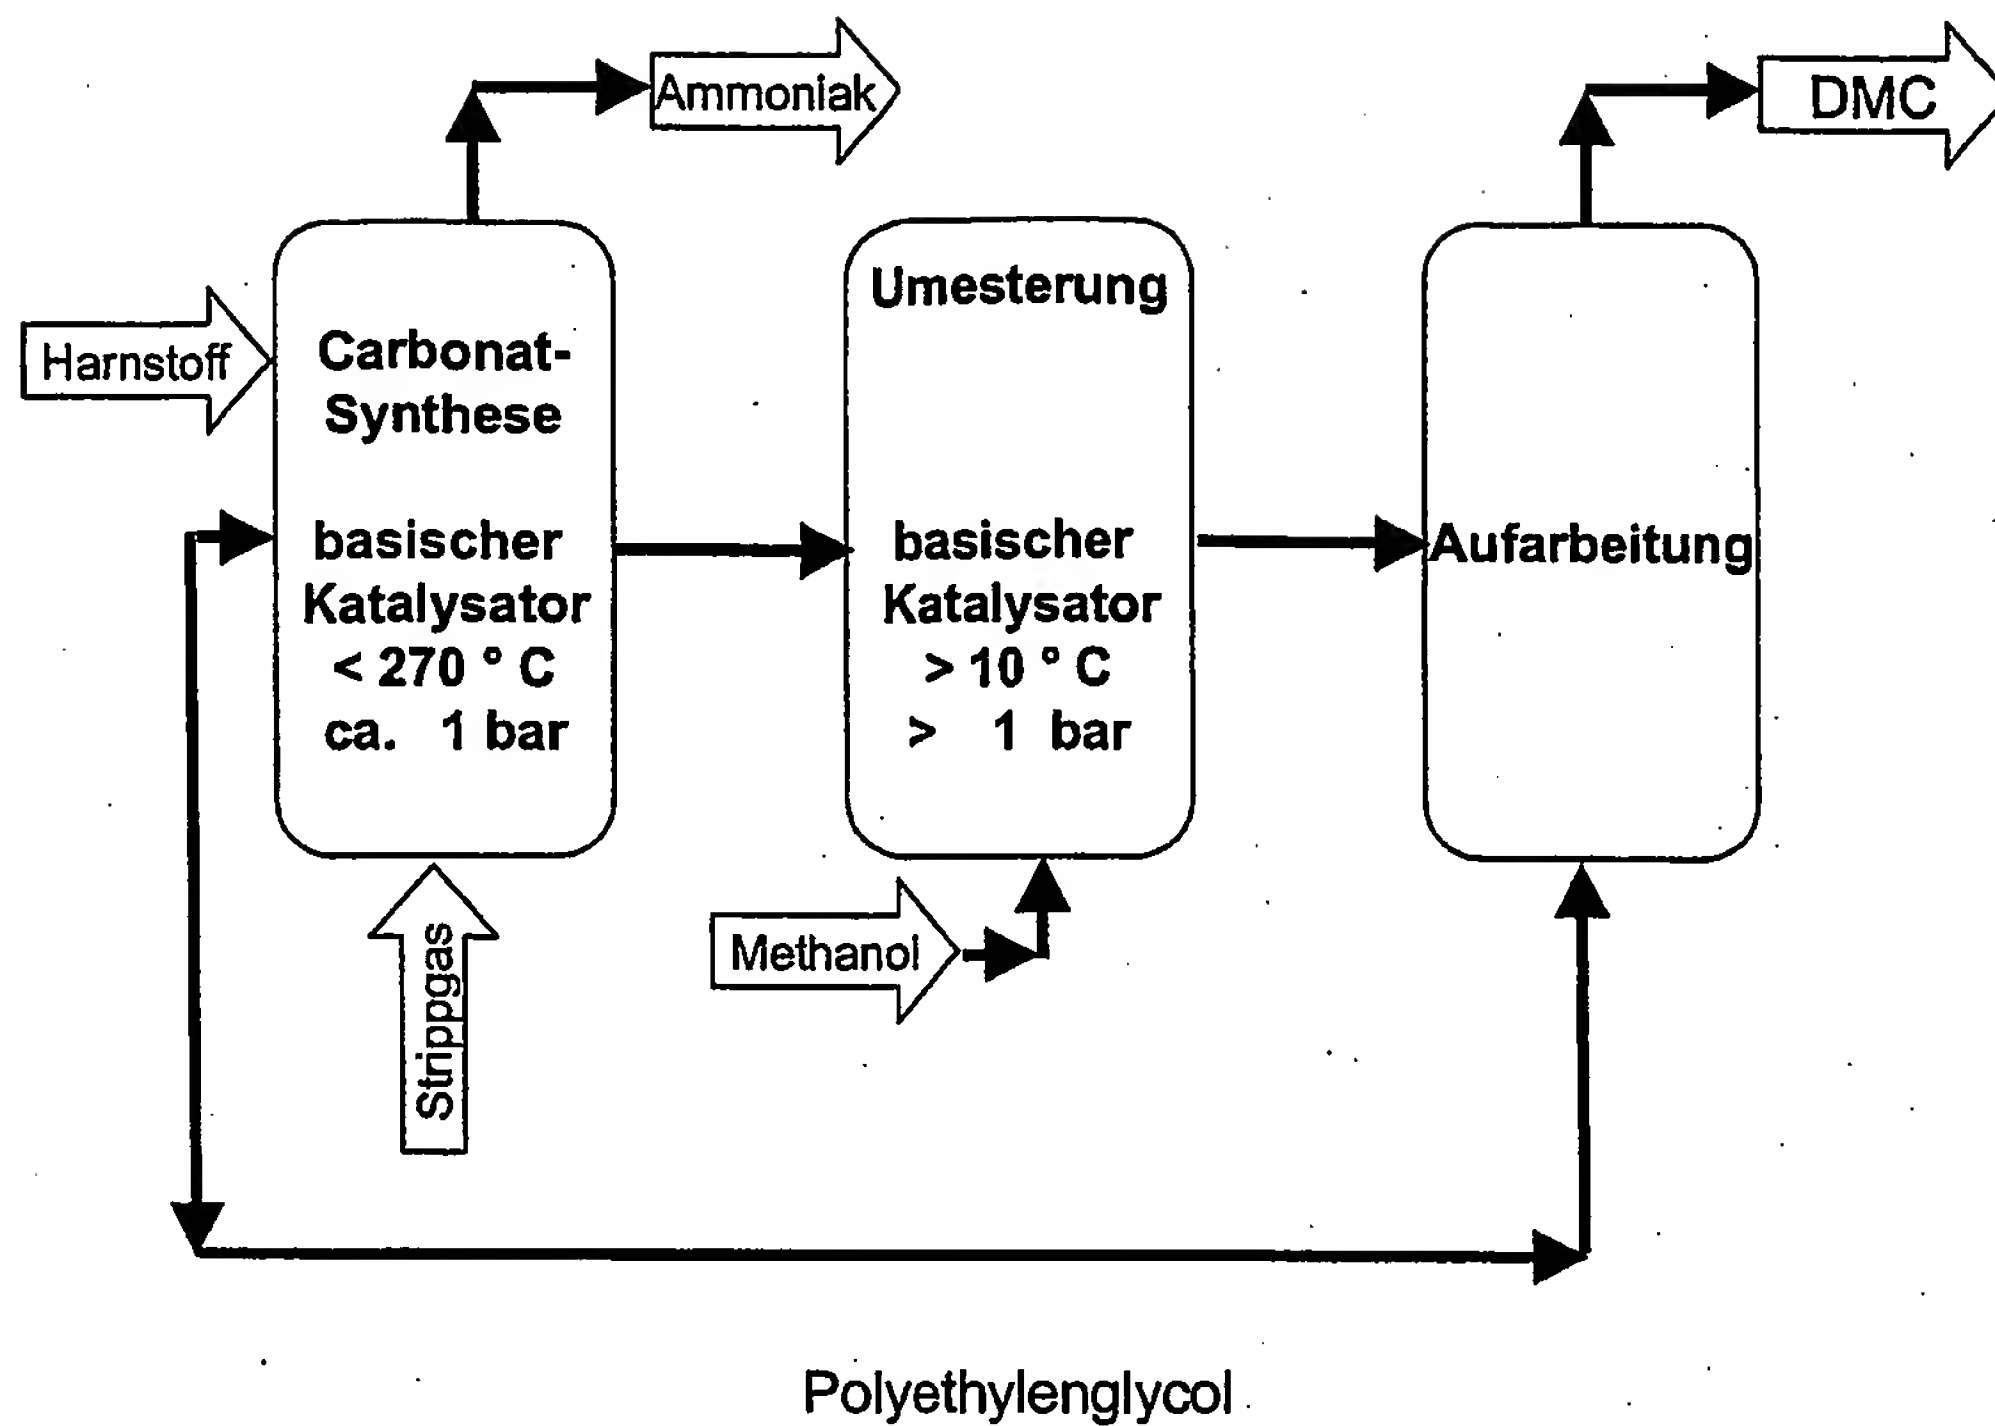 Ammoniak
DMC
Harnstoff
Carbonat-
Synthese
basischer
Katalysator
< 270 ° C
ca. 1 bar
Umesterung
basischer
Katalysator
> 10 ° C
> 1 bar
Aufarbeitung
Strippgas
Methanol
Polyethylenglycol